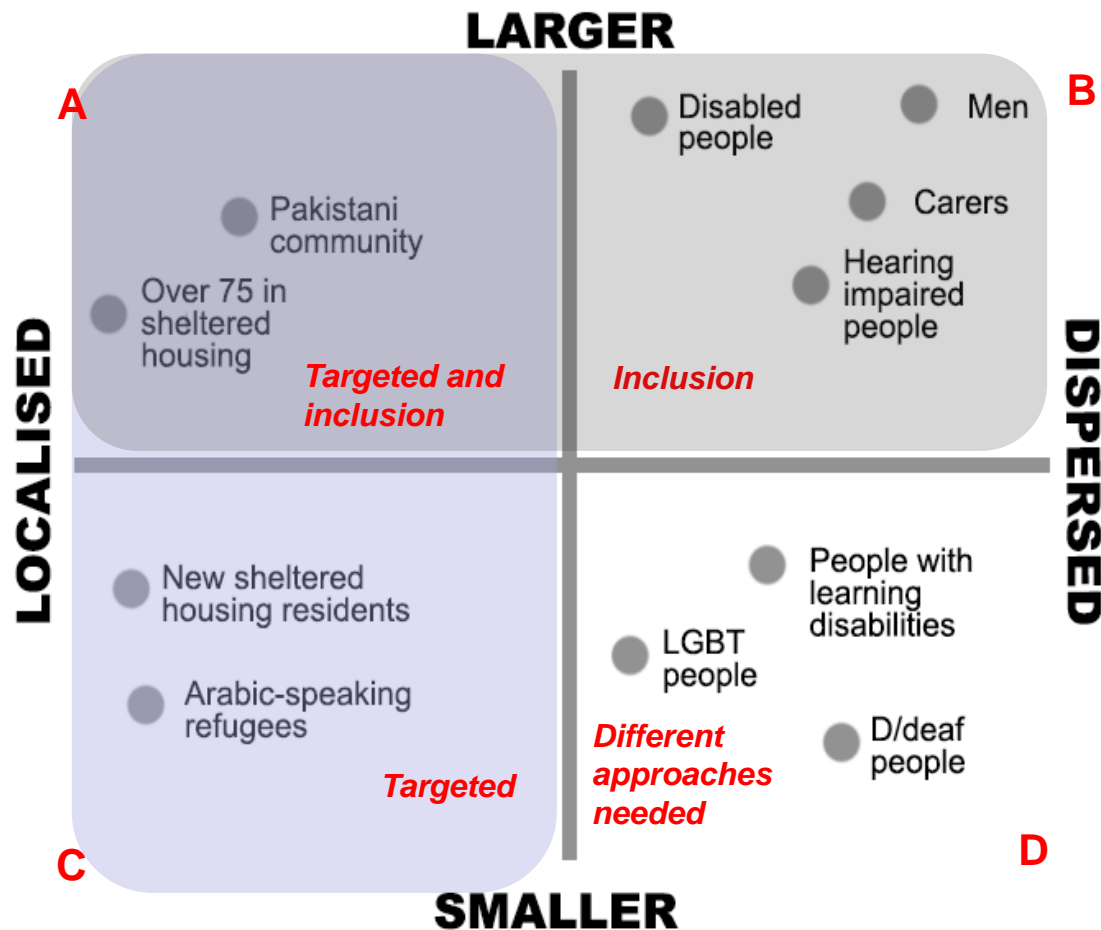 LARGER
A
B
Disabled
people
Men
Pakistani
community
Carers
Over 75 in
sheltered
housing
Hearing
impaired
people
Targeted and
inclusion
Inclusion
LOCALISED
DISPERSED
New sheltered
housing residents
People with
learning
disabilities
LGBT
people
Arabic-speaking
refugees
D/deaf
people
Targeted
Different
approaches
needed
C
D
SMALLER